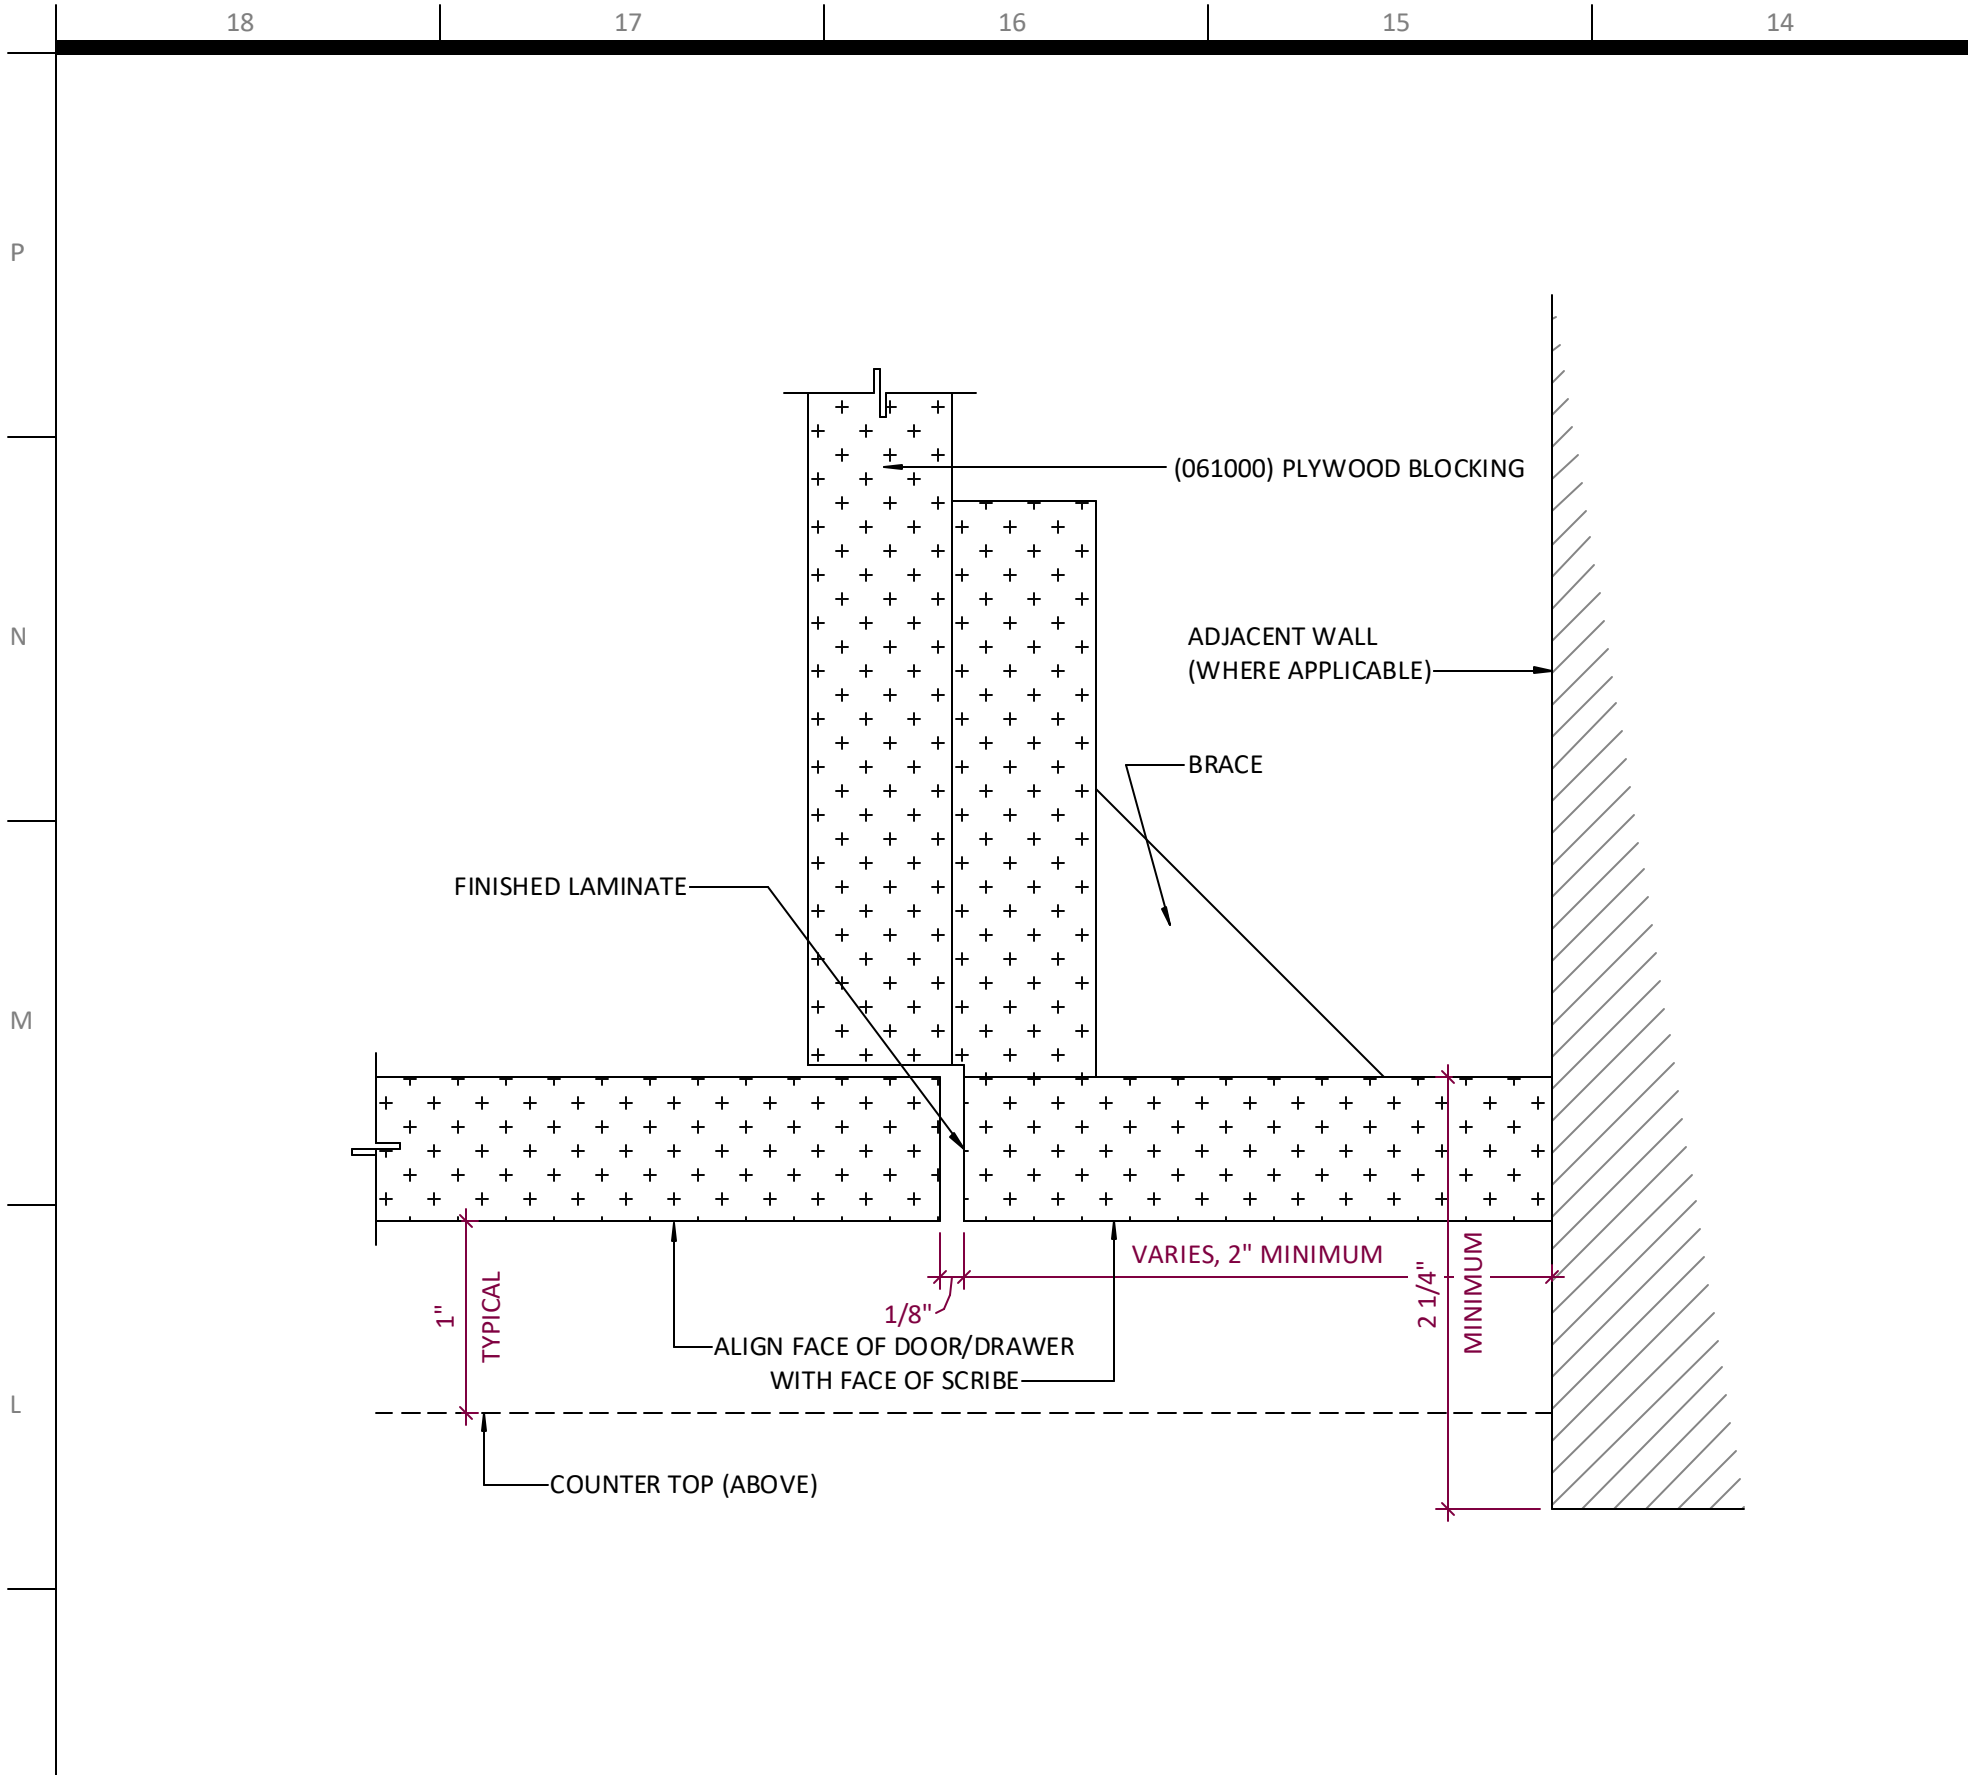 18 17 16 15 14
P
(061000) PLYWOOD BLOCKING
N
ADJACENT WALL
(WHERE APPLICABLE)
BRACE
FINISHED LAMINATE
M
VARIES, 2" MINIMUM
1/8"
2 1/4"
MINIMUM
1"
TYPICAL
ALIGN FACE OF DOOR/DRAWER
WITH FACE OF SCRIBE
L
COUNTER TOP (ABOVE)